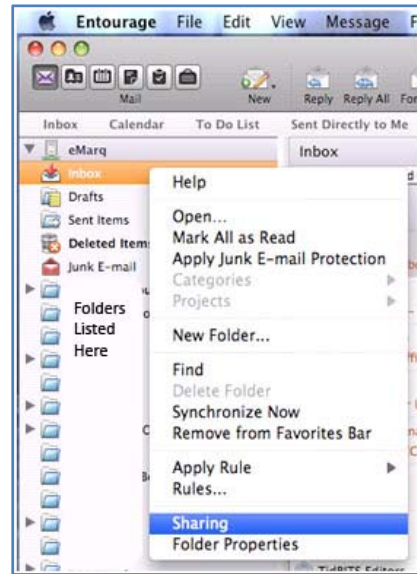 Entourage File Edit View Message F
Mail New Reply Reply All For
Inbox Calendar To Do List Sent Directly to Me
eMarq
Inbox
Inbox
Drafts
Sent Items
Deleted Item
Junk E-mail
Folders
Listed
Here
Help
Open...
Mark All as Read
Apply Junk E-mail Protection
Categories
Projects
New Folder...
Find
Delete Folder
Synchronize Now
Remove from Favorites Bar
Apply Rule
Rules...
Sharing
Folder Properties
TidBITS Editors